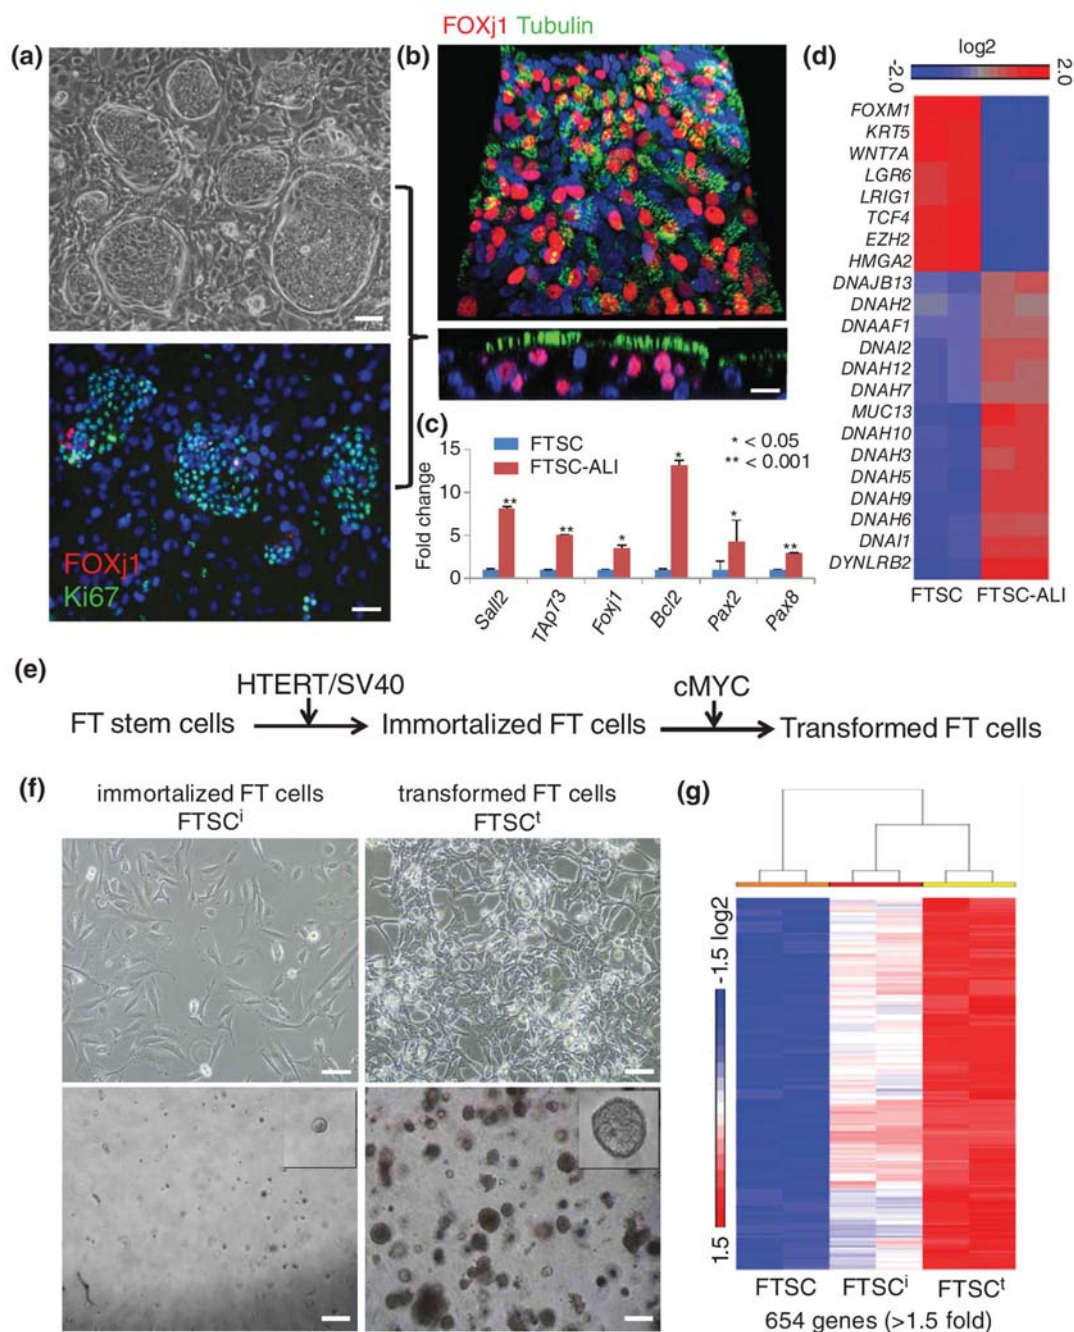 FOXj1 Tubulin
(a)
FOXj1
Ki67
(b)
(c)
Fold change
15
10
5
0
FTSC
FTSC-ALI
* < 0.05
** < 0.001
**
**
*
*
*
**
Sall2
TAp73
Foxj1
Bcl2
Pax2
Pax8
(d)
log2
-2.0
2.0
FOXM1
KRT5
WNT7A
LGR6
LRIG1
TCF4
EZH2
HMGA2
DNAJB13
DNAH2
DNAAF1
DNAI2
DNAH12
DNAH7
MUC13
DNAH10
DNAH3
DNAH5
DNAH9
DNAH6
DNAI1
DYNLRB2
FTSC FTSC-ALI
(e)
HTERT/SV40
cMYC
FT stem cells
Immortalized FT cells
Transformed FT cells
(f)
immortalized FT cells
FTSCⁱ
transformed FT cells
FTSCᵗ
(g)
-1.5 log2
1.5
FTSC
FTSCⁱ
FTSCᵗ
654 genes (>1.5 fold)